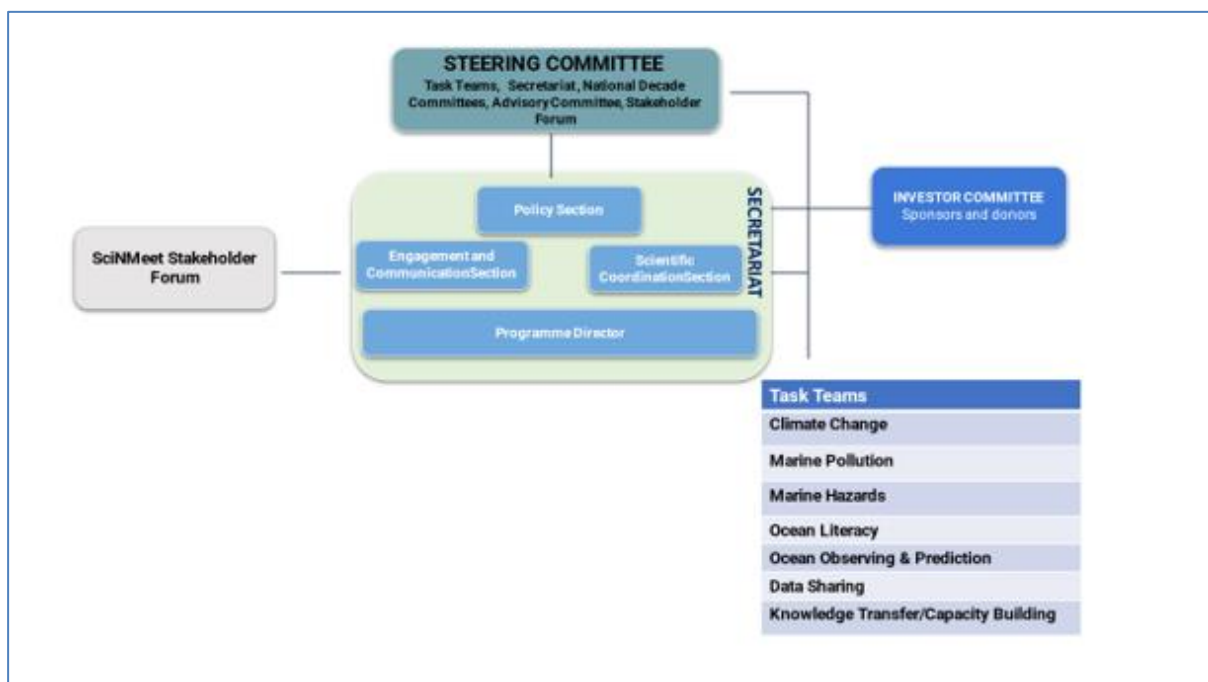 STEERING COMMITTEE
Task Teams, Secretariat, National Decade
Committees, Advisory Committee, Stakeholder
Forum
Policy Section
SECRETARIAT
INVESTOR COMMITTEE
Sponsors and donors
SciNMeet Stakeholder
Forum
Engagement and
CommunicationSection
Scientific
CoordinationSection
Programme Director
Task Teams
Climate Change
Marine Pollution
Marine Hazards
Ocean Literacy
Ocean Observing & Prediction
Data Sharing
Knowledge Transfer/Capacity Building